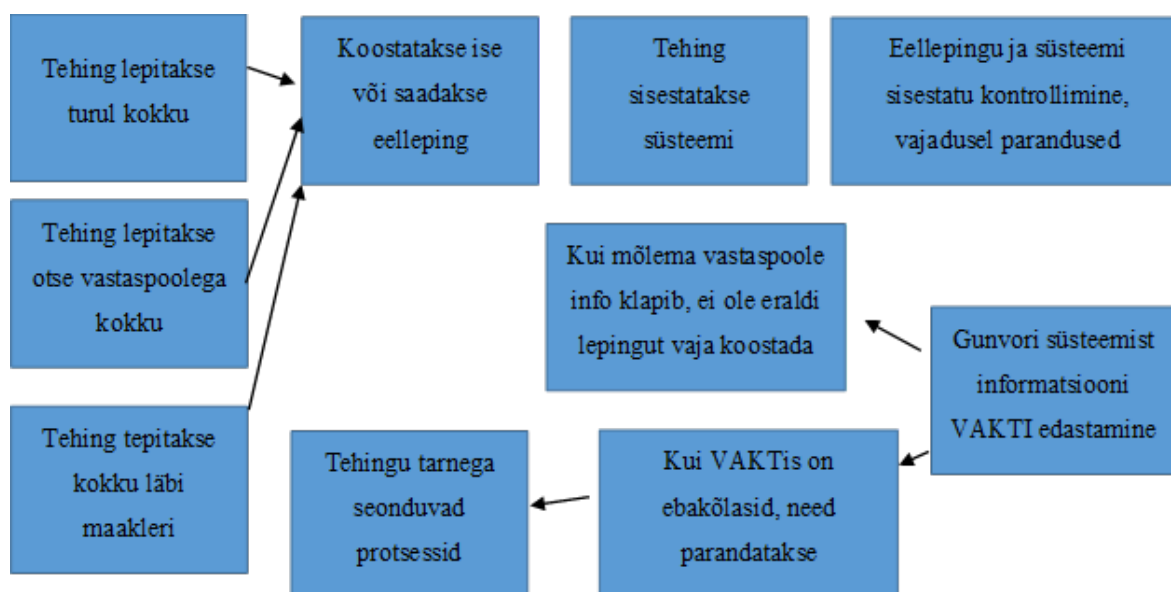 Tehing lepitakse
turul kokku
Koostatakse ise
või saadakse
eelleping
Tehing
sisestatakse
süsteemi
Eellepingu ja süsteemi
sisestatu kontrollimine,
vajadusel parandused
Tehing lepitakse
otse vastaspoolega
kokku
Kui mõlema vastaspoole
info klapib, ei ole eraldi
lepingut vaja koostada
Gunvori süsteemist
informatsiooni
VAKTI edastamine
Tehing tepitakse
kokku läbi
maakleri
Tehingu tarnega
seonduvad
protsessid
Kui VAKTis on
ebakõlasid, need
parandatakse